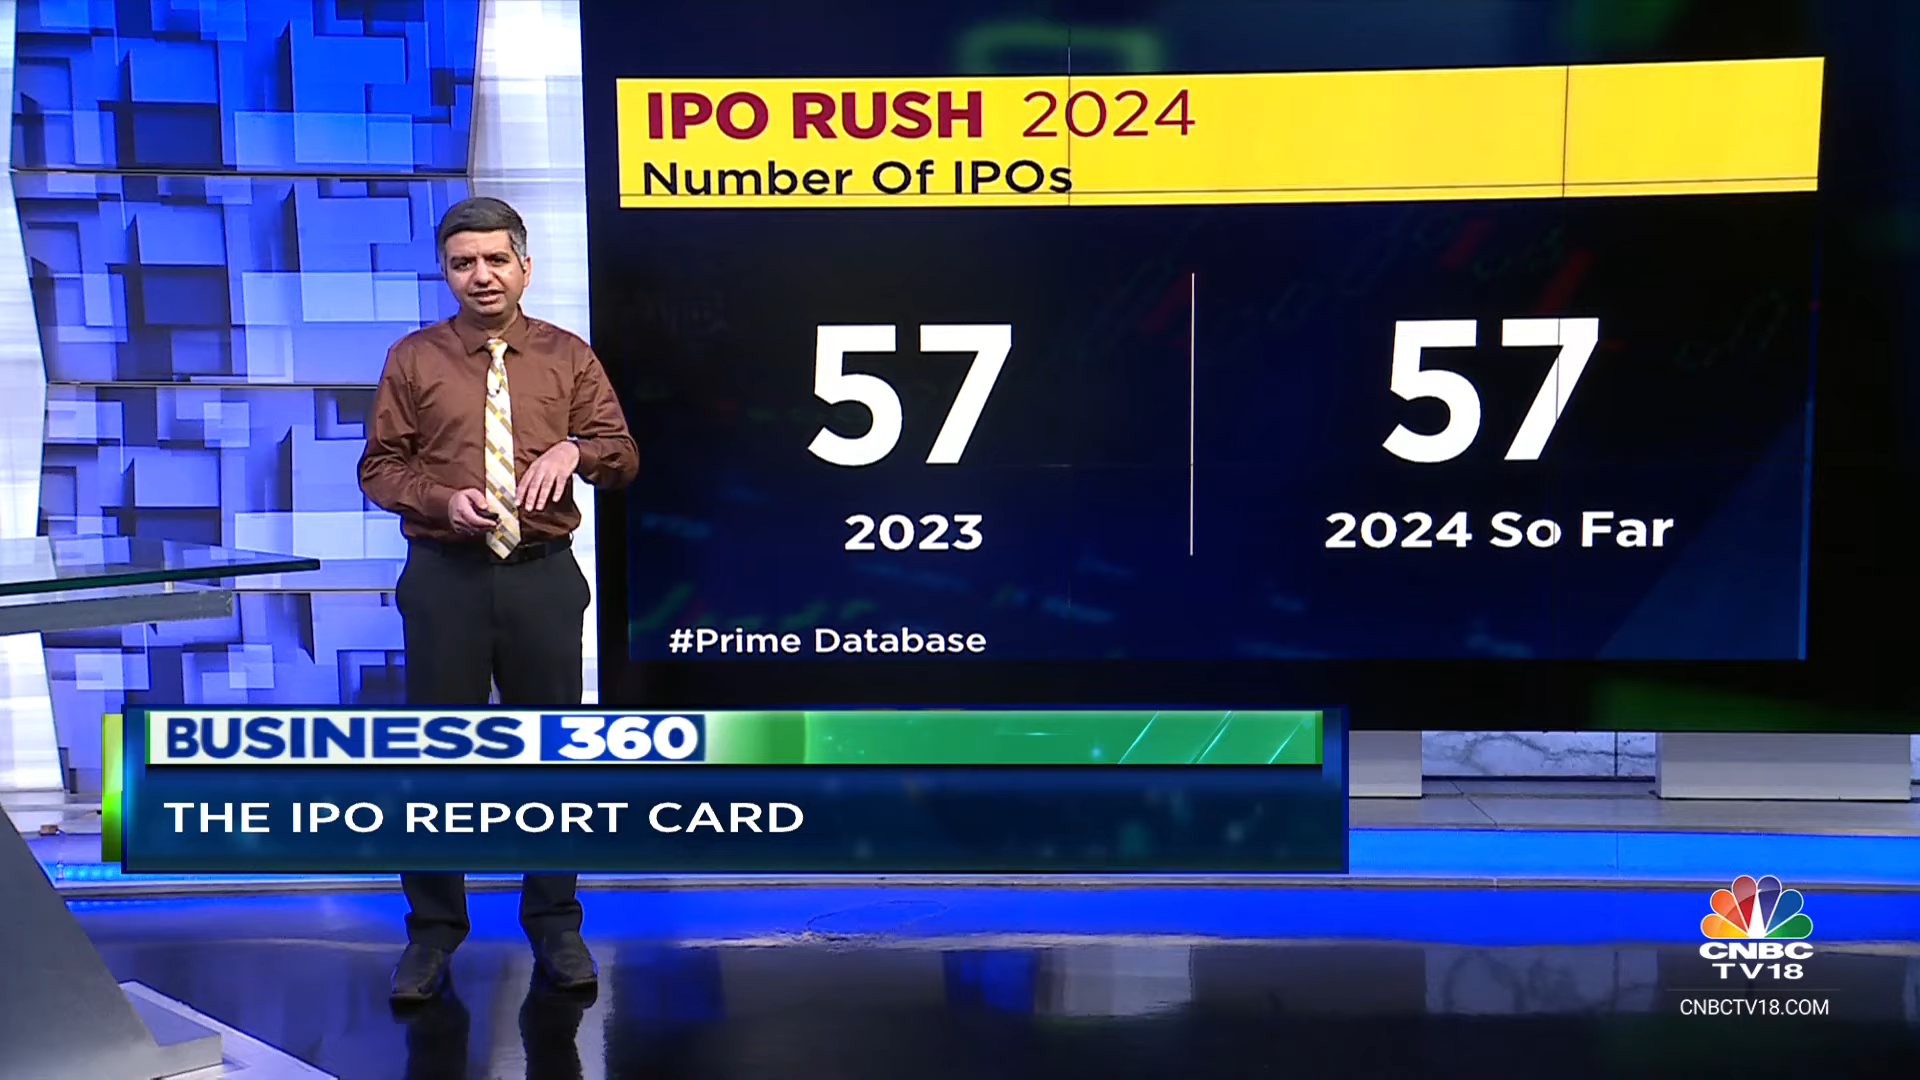 IPO RUSH 2024
Number Of IPOs
57
2023
57
2024 So Far
#Prime Database
BUSINESS 360
THE IPO REPORT CARD
CNBC
TV18
CNBCTV18.COM